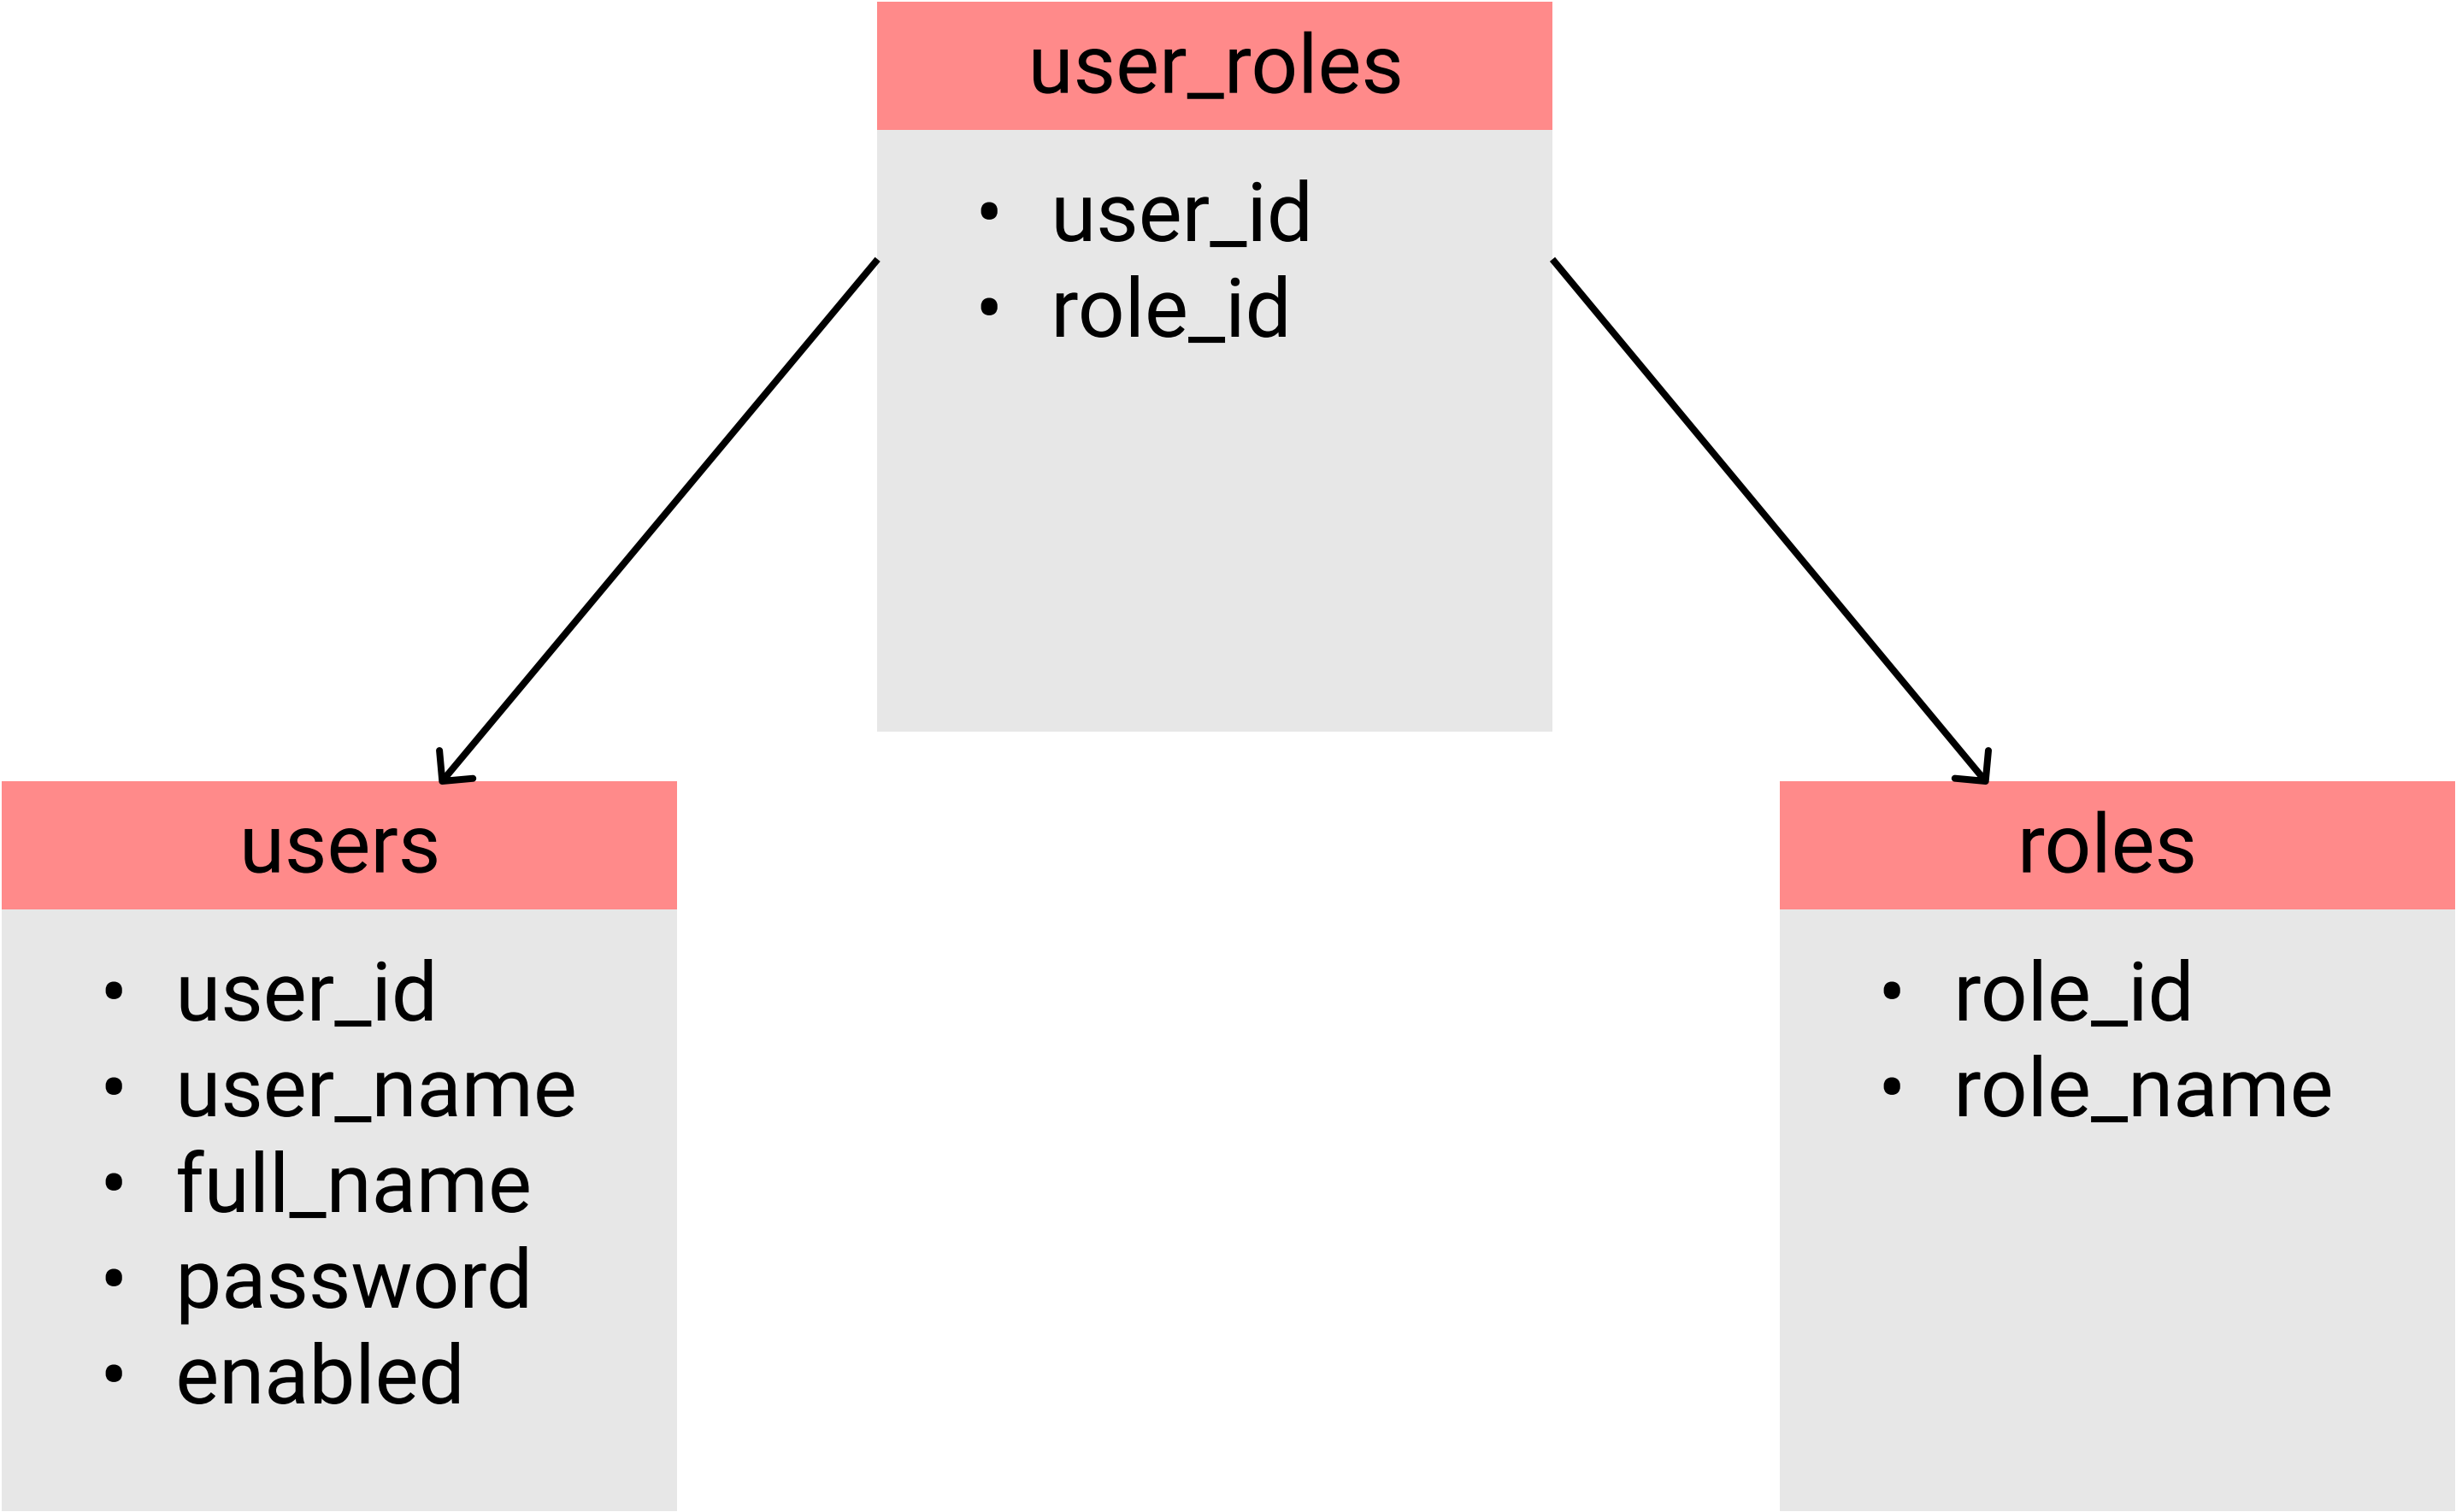 user_roles
• user_id
• role_id
users
• user_id
• user_name
• full_name
• password
• enabled
roles
• role_id
• role_name